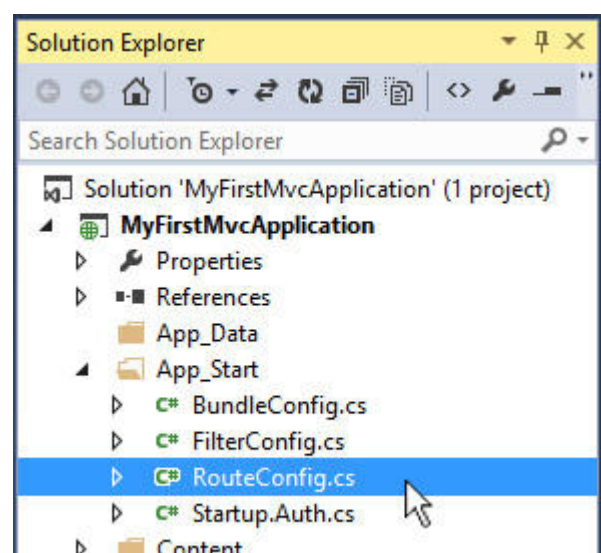 Solution Explorer
Search Solution Explorer
Solution 'MyFirstMvcApplication' (1 project)
MyFirstMvcApplication
Properties
References
App_Data
App_Start
C# BundleConfig.cs
C# FilterConfig.cs
C# RouteConfig.cs
C# Startup.Auth.cs
Content